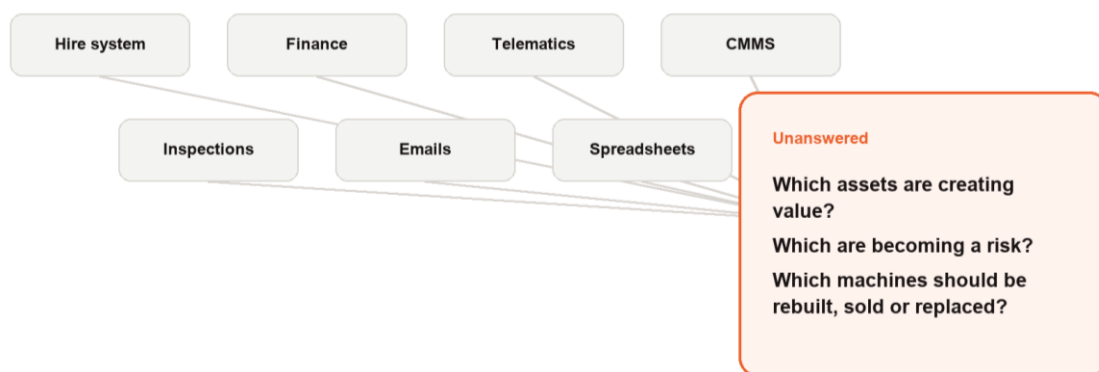 Hire system
Finance
Telematics
CMMS
Inspections
Emails
Spreadsheets
Unanswered
Which assets are creating
value?
Which are becoming a risk?
Which machines should be
rebuilt, sold or replaced?